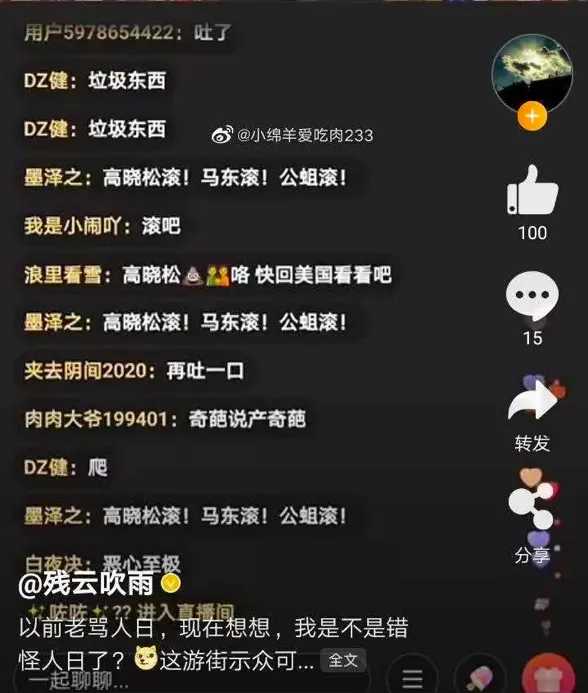 用户5978654422：吐了
DZ健：垃圾东西
DZ健：垃圾东西
@小绵羊爱吃肉233
墨泽之：高晓松滚！马东滚！公蛆滚！
100
我是小闹吖：滚吧
浪里看雪：高晓松💩👫咯 快回美国看看吧
墨泽之：高晓松滚！马东滚！公蛆滚！
15
夹去阴间2020：再吐一口
肉肉大爷199401：奇葩说产奇葩
转发
DZ健：爬
墨泽之：高晓松滚！马东滚！公蛆滚！
白夜决：恶心至极
分享
@残云吹雨
✨咗咗✨?? 进入直播间
以前老骂人日，现在想想，我是不是错
怪人日了？🐱这游街示众可... 全文
一起聊聊...